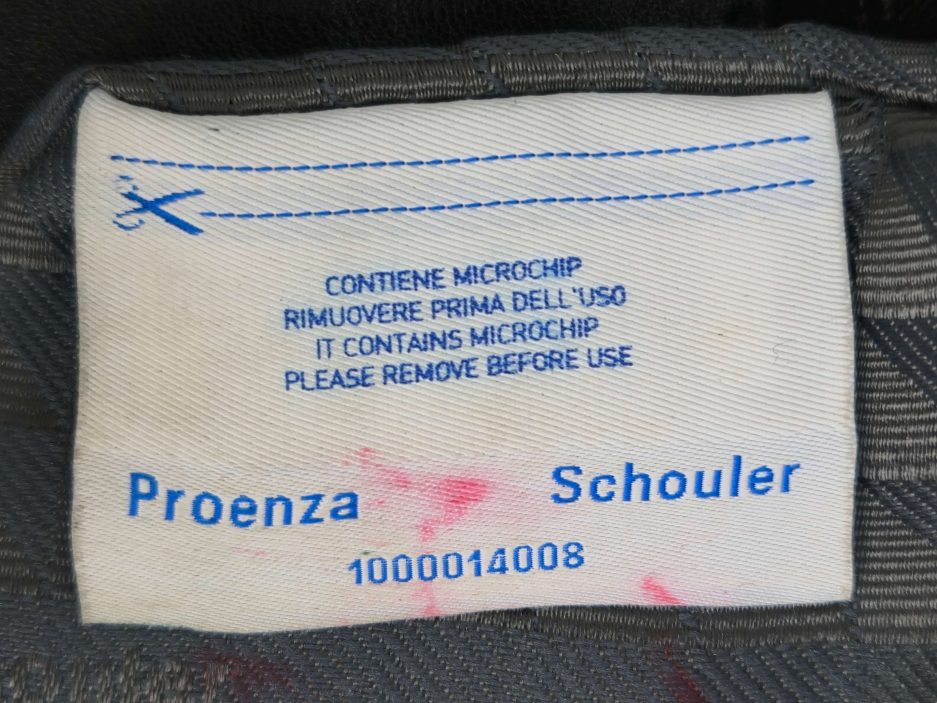 CONTIENE MICROCHIP
RIMUOVERE PRIMA DELL'USO
IT CONTAINS MICROCHIP
PLEASE REMOVE BEFORE USE
Proenza Schouler
1000014008